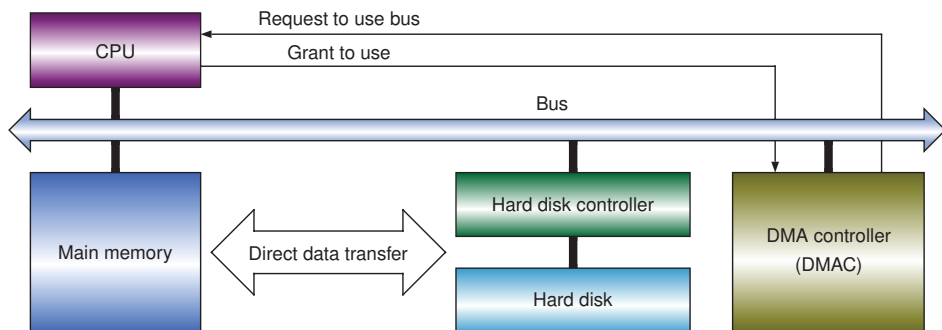 Request to use bus
CPU
Grant to use
Bus
Hard disk controller
Main memory
Direct data transfer
DMA controller
(DMAC)
Hard disk